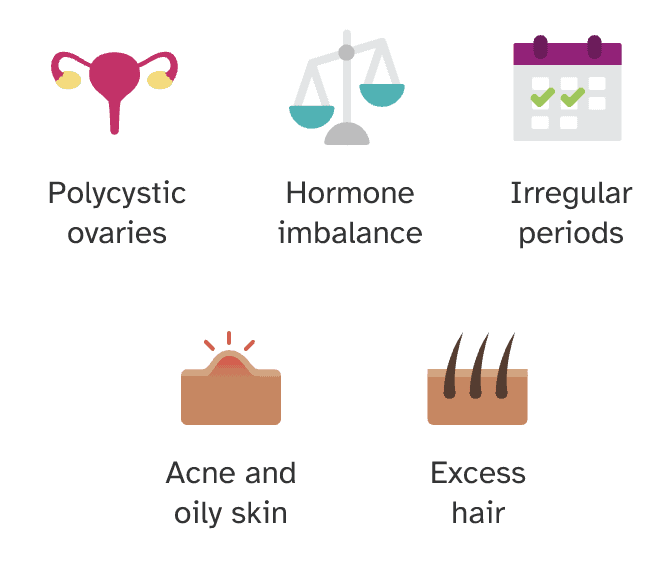 Polycystic
ovaries
Hormone
imbalance
Irregular
periods
Acne and
oily skin
Excess
hair